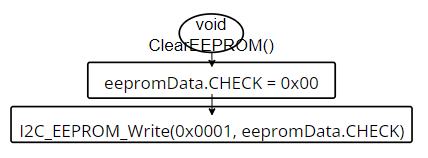 void
ClearEEPROM()
eepromData.CHECK = 0x00
I2C_EEPROM_Write(0x0001, eepromData.CHECK)